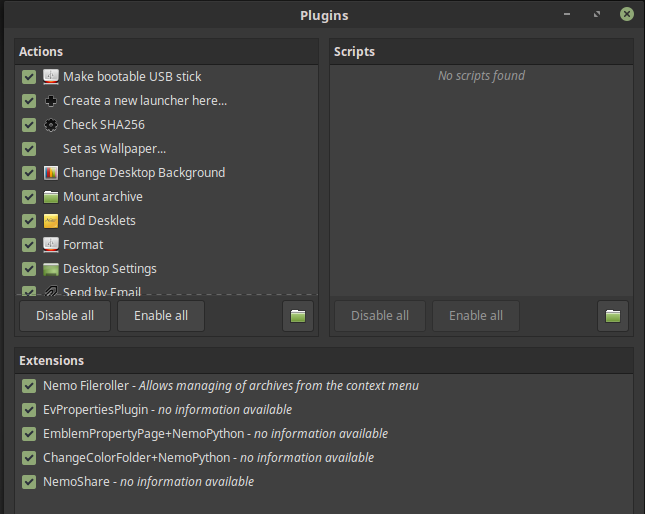 Plugins
Actions
Make bootable USB stick
Create a new launcher here...
Check SHA256
Set as Wallpaper...
Change Desktop Background
Mount archive
Add Desklets
Format
Desktop Settings
Send by Email
Disable all
Enable all
Scripts
No scripts found
Disable all
Enable all
Extensions
Nemo Fileroller - Allows managing of archives from the context menu
EvPropertiesPlugin - no information available
EmblemPropertyPage+NemoPython - no information available
ChangeColorFolder+NemoPython - no information available
NemoShare - no information available